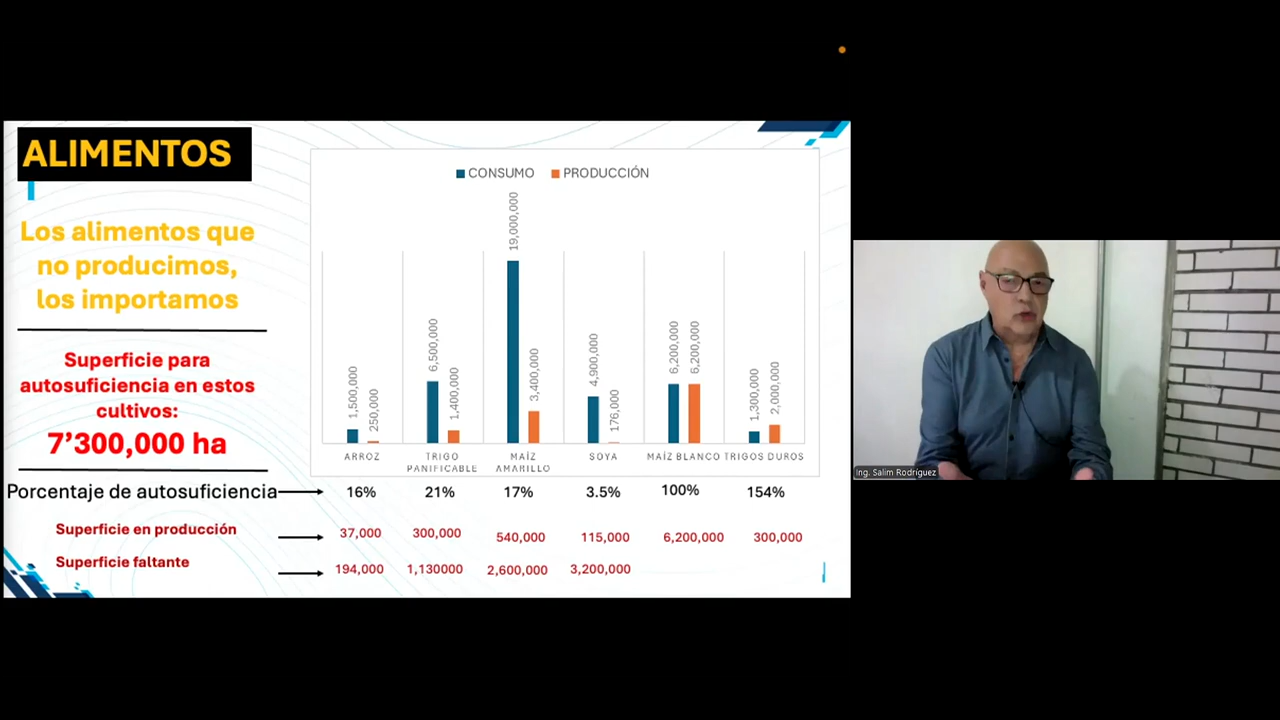 ALIMENTOS
Los alimentos que
no producimos,
los importamos
Superficie para
autosuficiencia en estos
cultivos:
7’300,000 ha
CONSUMO PRODUCCIÓN
1,500,000 250,000 6,500,000 1,400,000 19,000,000 3,400,000 4,900,000 176,000 6,200,000 6,200,000 1,300,000 2,000,000
ARROZ TRIGO MAÍZ SOYA MAÍZ BLANCO TRIGOS DUROS
PANIFICABLE AMARILLO
Porcentaje de autosuficiencia 16% 21% 17% 3.5% 100% 154%
Superficie en producción 37,000 300,000 540,000 115,000 6,200,000 300,000
Superficie faltante 194,000 1,130000 2,600,000 3,200,000
Ing. Salim Rodríguez